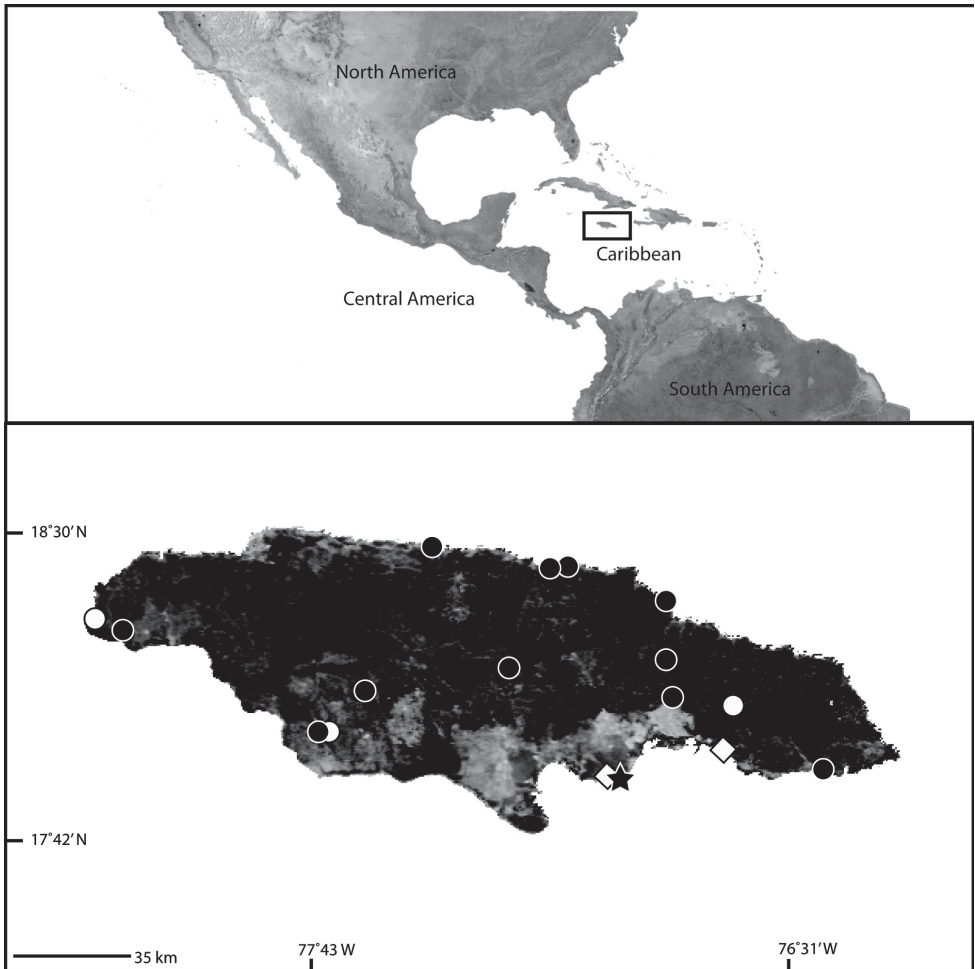 North America
Caribbean
Central America
South America
18˚30′ N
17˚42′ N
35 km
77˚43 W
76˚31′ W